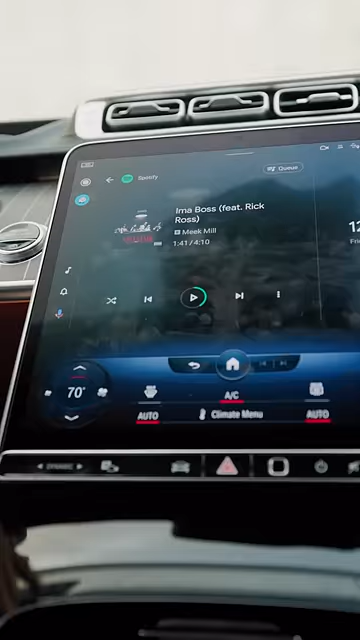 Spotify
Queue
Ima Boss (feat. Rick
Ross)
E Meek Mill
1:41/4:10
12
Fri
70°
A/C
AUTO
Climate Menu
AUTO
DYNAMIC